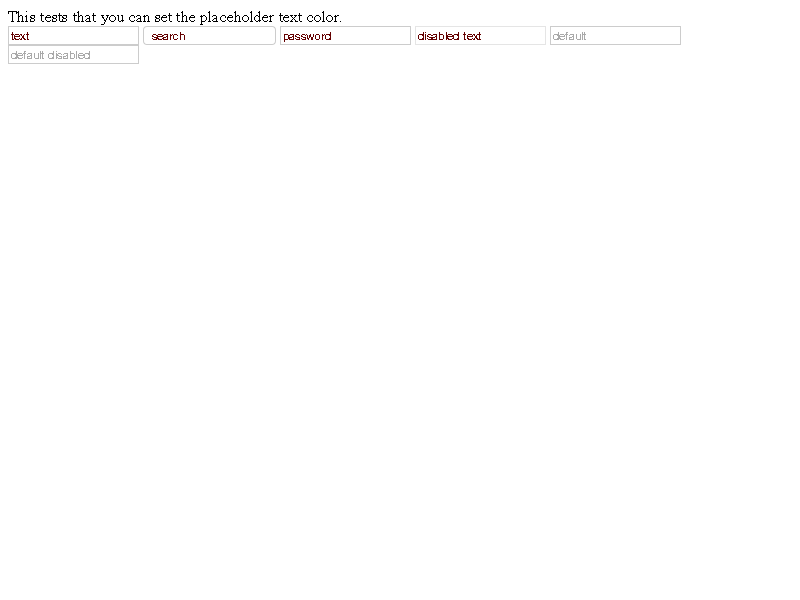 This tests that you can set the placeholder text color.
text search password disabled text default
default disabled